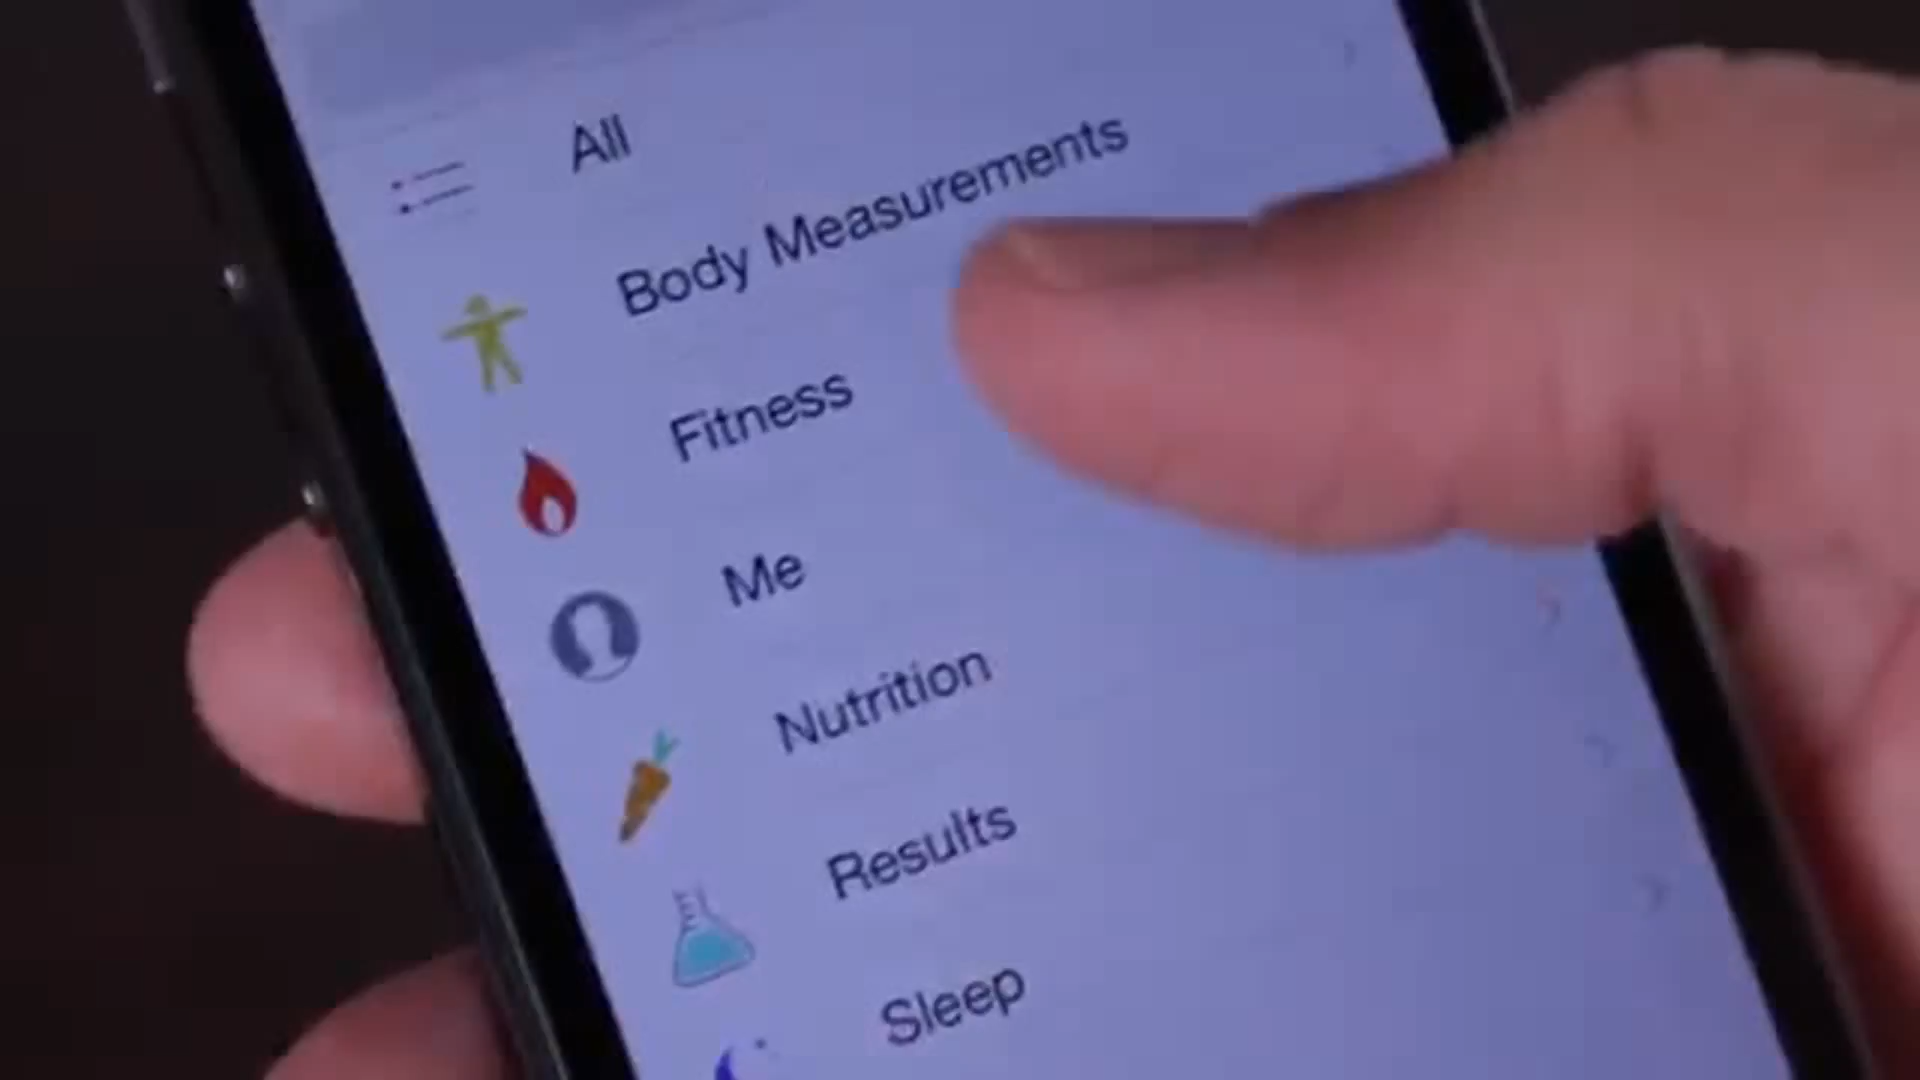 All
Body Measurements
Fitness
Me
Nutrition
Results
Sleep